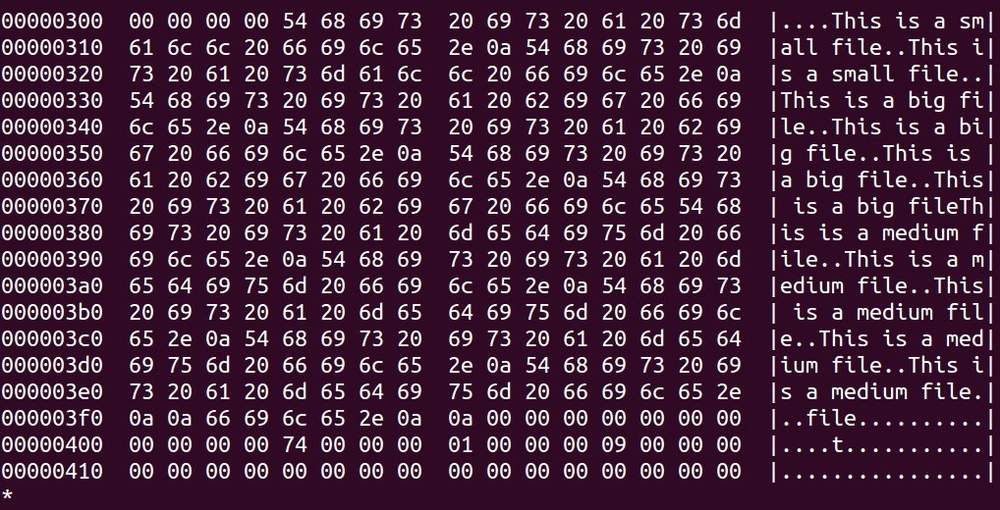 00000300  00 00 00 00 54 68 69 73  20 69 73 20 61 20 73 6d  |....This is a sm|
00000310  61 6c 6c 20 66 69 6c 65  2e 0a 54 68 69 73 20 69  |all file..This i|
00000320  73 20 61 20 73 6d 61 6c  6c 20 66 69 6c 65 2e 0a  |s a small file..|
00000330  54 68 69 73 20 69 73 20  61 20 62 69 67 20 66 69  |This is a big fi|
00000340  6c 65 2e 0a 54 68 69 73  20 69 73 20 61 20 62 69  |le..This is a bi|
00000350  67 20 66 69 6c 65 2e 0a  54 68 69 73 20 69 73 20  |g file..This is |
00000360  61 20 62 69 67 20 66 69  6c 65 2e 0a 54 68 69 73  |a big file..This|
00000370  20 69 73 20 61 20 62 69  67 20 66 69 6c 65 54 68  | is a big fileTh|
00000380  69 73 20 69 73 20 61 20  6d 65 64 69 75 6d 20 66  |is is a medium f|
00000390  69 6c 65 2e 0a 54 68 69  73 20 69 73 20 61 20 6d  |ile..This is a m|
000003a0  65 64 69 75 6d 20 66 69  6c 65 2e 0a 54 68 69 73  |edium file..This|
000003b0  20 69 73 20 61 20 6d 65  64 69 75 6d 20 66 69 6c  | is a medium fil|
000003c0  65 2e 0a 54 68 69 73 20  69 73 20 61 20 6d 65 64  |e..This is a med|
000003d0  69 75 6d 20 66 69 6c 65  2e 0a 54 68 69 73 20 69  |ium file..This i|
000003e0  73 20 61 20 6d 65 64 69  75 6d 20 66 69 6c 65 2e  |s a medium file.|
000003f0  0a 0a 66 69 6c 65 2e 0a  0a 00 00 00 00 00 00 00  |..file..........|
00000400  00 00 00 00 74 00 00 00  01 00 00 00 09 00 00 00  |....t...........|
00000410  00 00 00 00 00 00 00 00  00 00 00 00 00 00 00 00  |................|
*